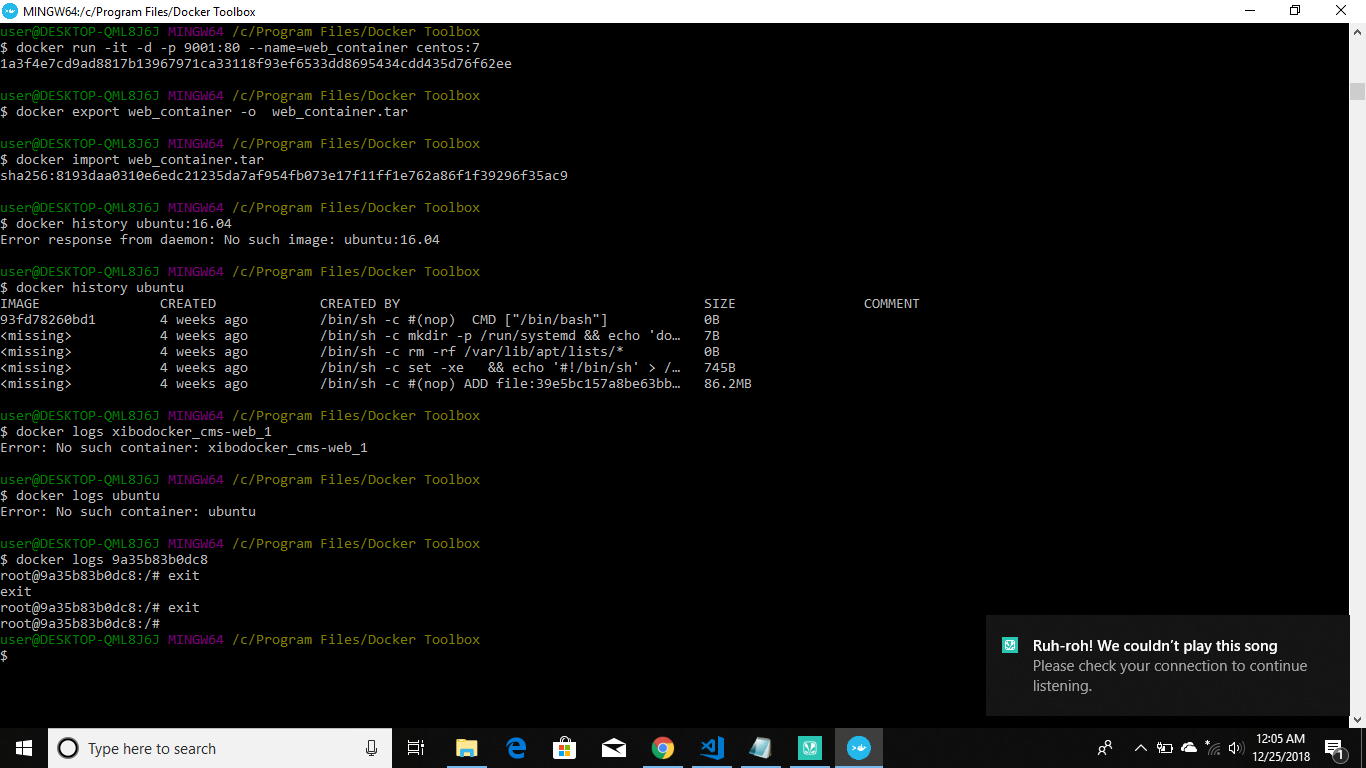 MINGW64:/c/Program Files/Docker Toolbox
user@DESKTOP-QML8J6J MINGW64 /c/Program Files/Docker Toolbox
$ docker run -it -d -p 9001:80 --name=web_container centos:7
1a3f4e7cd9ad8817b13967971ca33118f93ef6533dd8695434cdd435d76f62ee
user@DESKTOP-QML8J6J MINGW64 /c/Program Files/Docker Toolbox
$ docker export web_container -o  web_container.tar
user@DESKTOP-QML8J6J MINGW64 /c/Program Files/Docker Toolbox
$ docker import web_container.tar
sha256:8193daa0310e6edc21235da7af954fb073e17f11ff1e762a86f1f39296f35ac9
user@DESKTOP-QML8J6J MINGW64 /c/Program Files/Docker Toolbox
$ docker history ubuntu:16.04
Error response from daemon: No such image: ubuntu:16.04
user@DESKTOP-QML8J6J MINGW64 /c/Program Files/Docker Toolbox
$ docker history ubuntu
IMAGE               CREATED             CREATED BY                                      SIZE                COMMENT
93fd78260bd1        4 weeks ago         /bin/sh -c #(nop)  CMD ["/bin/bash"]            0B
<missing>           4 weeks ago         /bin/sh -c mkdir -p /run/systemd && echo 'do…   7B
<missing>           4 weeks ago         /bin/sh -c rm -rf /var/lib/apt/lists/*          0B
<missing>           4 weeks ago         /bin/sh -c set -xe   && echo '#!/bin/sh' > /…   745B
<missing>           4 weeks ago         /bin/sh -c #(nop) ADD file:39e5bc157a8be63bb…   86.2MB
user@DESKTOP-QML8J6J MINGW64 /c/Program Files/Docker Toolbox
$ docker logs xibodocker_cms-web_1
Error: No such container: xibodocker_cms-web_1
user@DESKTOP-QML8J6J MINGW64 /c/Program Files/Docker Toolbox
$ docker logs ubuntu
Error: No such container: ubuntu
user@DESKTOP-QML8J6J MINGW64 /c/Program Files/Docker Toolbox
$ docker logs 9a35b83b0dc8
root@9a35b83b0dc8:/# exit
exit
root@9a35b83b0dc8:/# exit
root@9a35b83b0dc8:/#
user@DESKTOP-QML8J6J MINGW64 /c/Program Files/Docker Toolbox
$
Ruh-roh! We couldn’t play this song
Please check your connection to continue
listening.
Type here to search
12:05 AM
12/25/2018
1